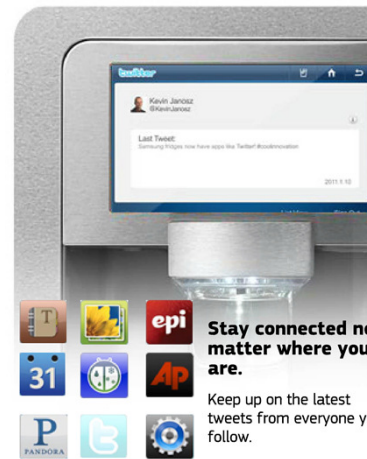 twitter
Kevin Janosz
@KevinJanosz
Last Tweet:
Samsung fridges now have apps like Twitter! #coolinnovation
2011.1.10
T
epi
31
AP
P
PANDORA
t
Stay connected no
matter where you
are.
Keep up on the latest
tweets from everyone y
follow.